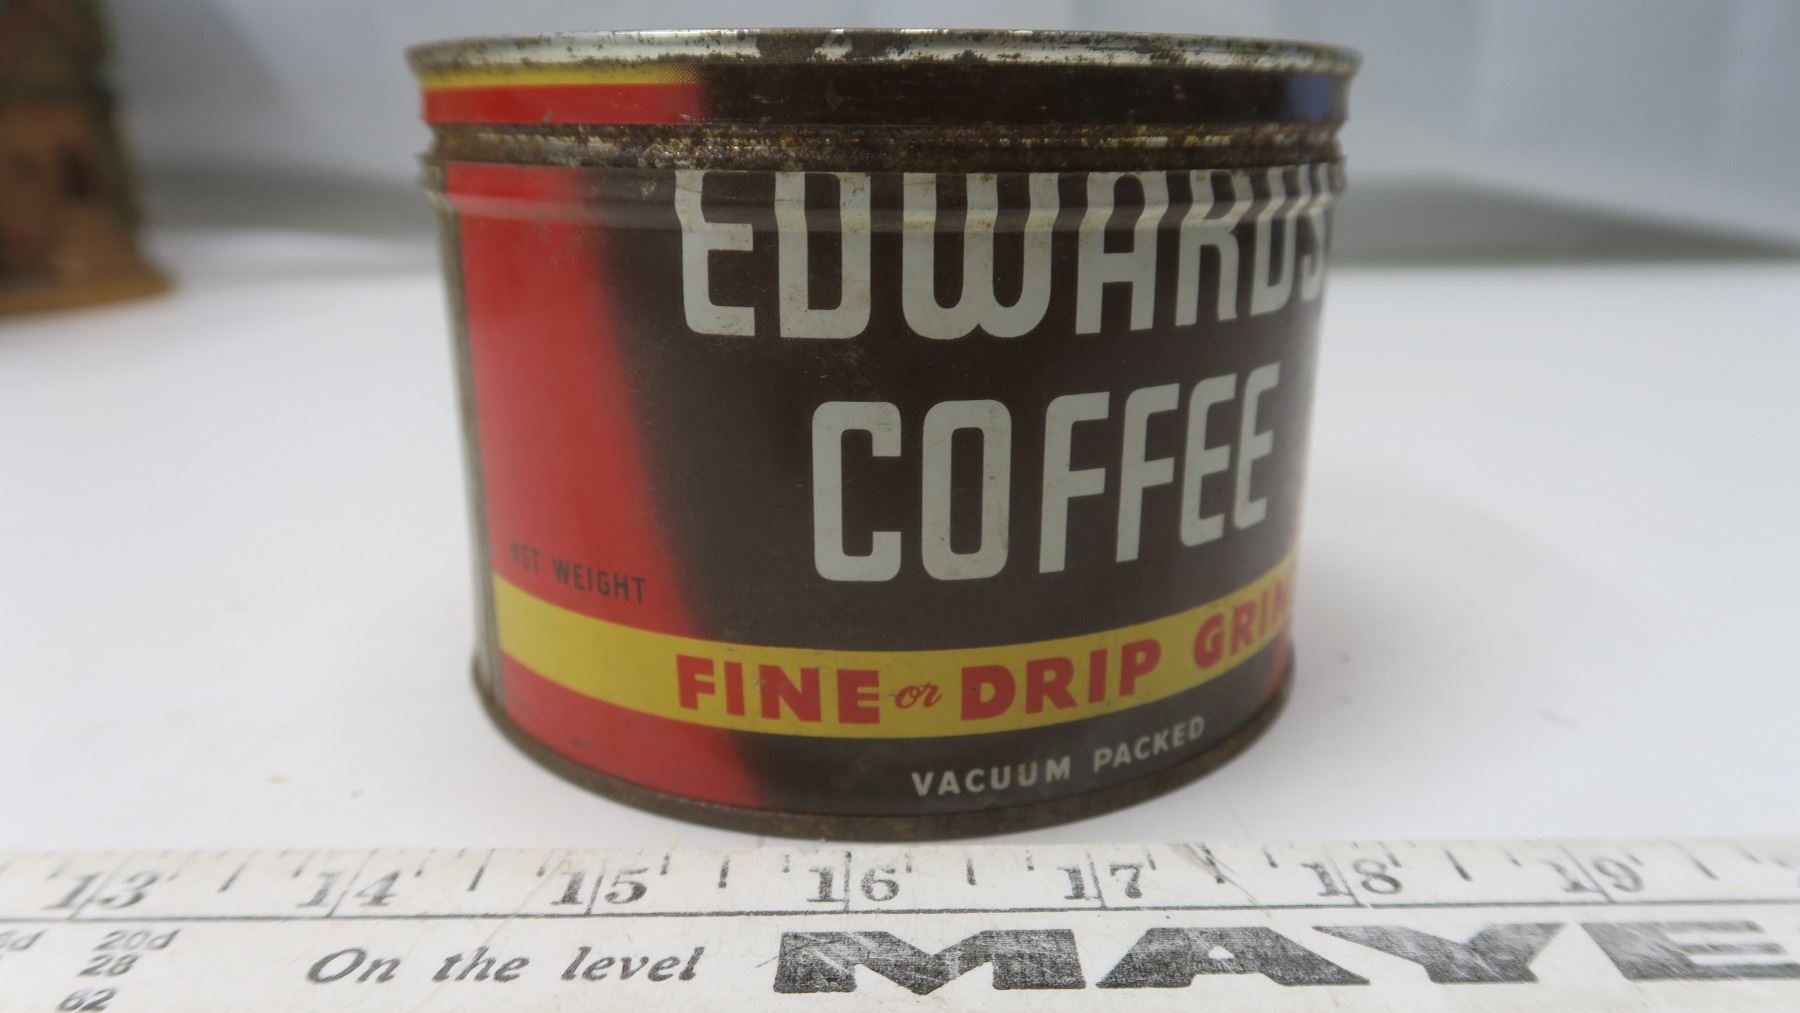 EDWARDS
COFFEE
NET WEIGHT
FINE or DRIP GRIN
VACUUM PACKED
13 14 15 16 17 18 19
20d
28
62
On the level MAYE